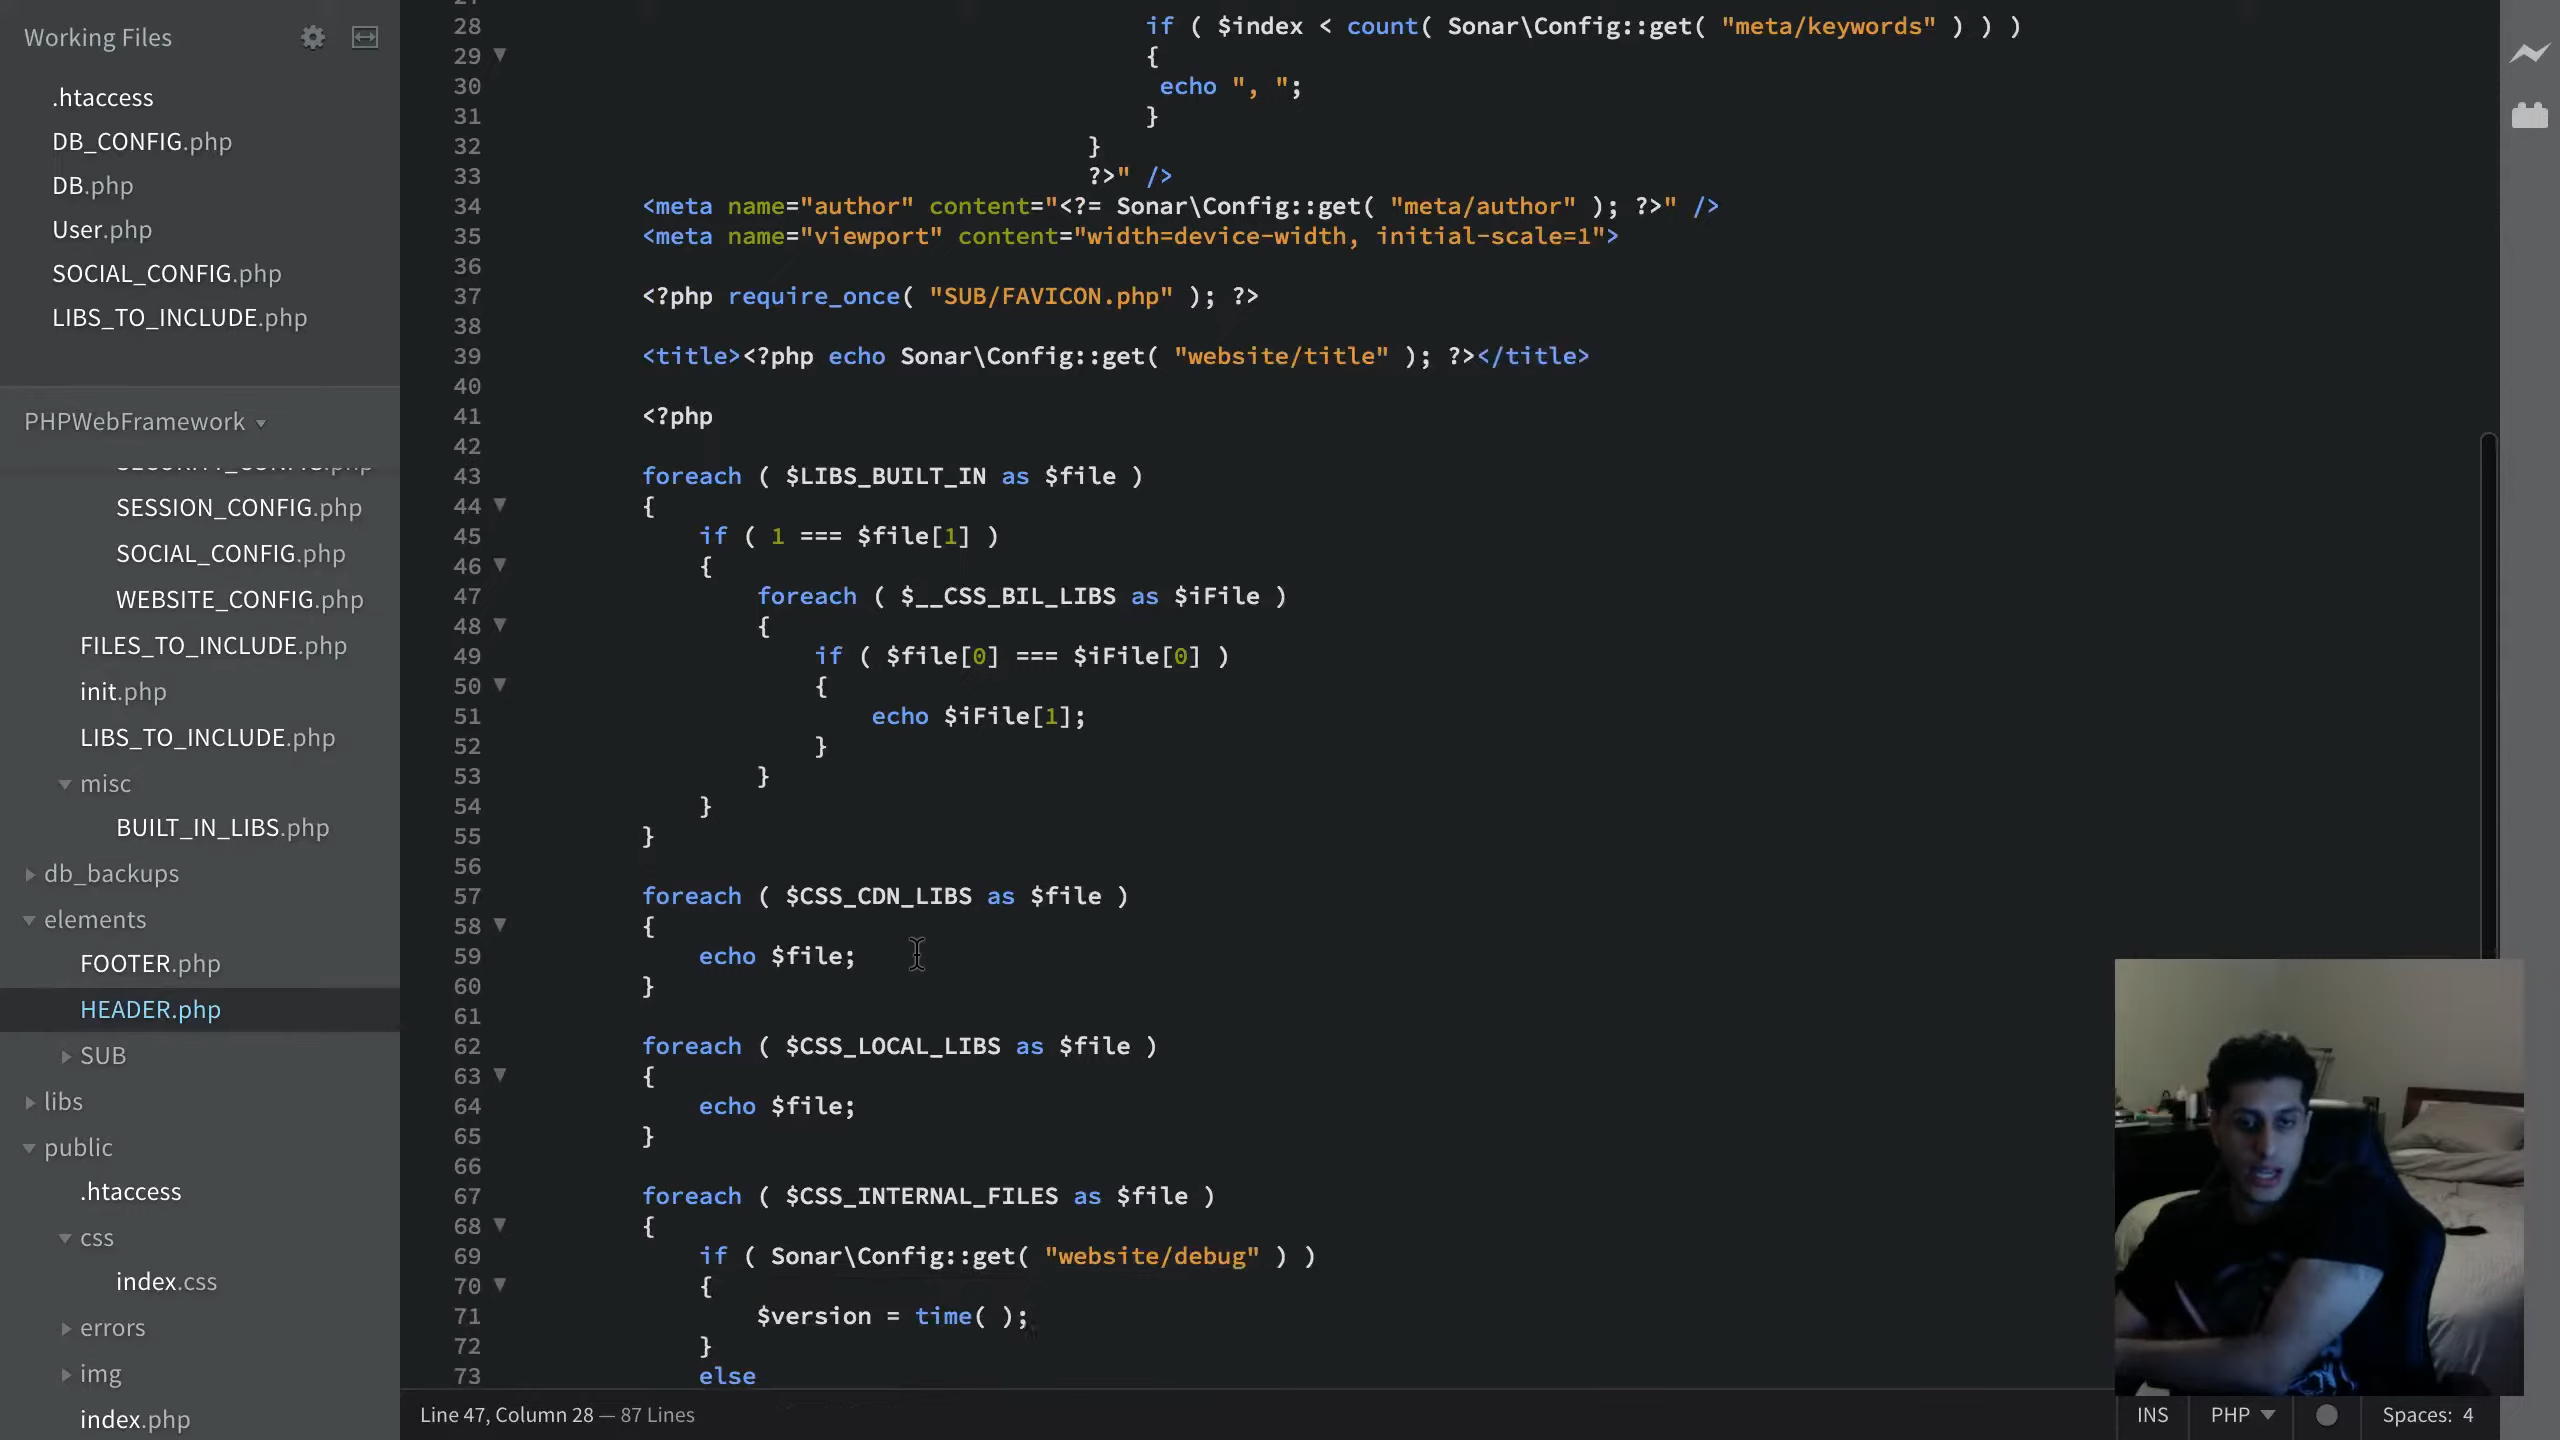 Working Files
.htaccess
DB_CONFIG.php
DB.php
User.php
SOCIAL_CONFIG.php
LIBS_TO_INCLUDE.php
PHPWebFramework
SECURITY_CONFIG.php
SESSION_CONFIG.php
SOCIAL_CONFIG.php
WEBSITE_CONFIG.php
FILES_TO_INCLUDE.php
init.php
LIBS_TO_INCLUDE.php
misc
BUILT_IN_LIBS.php
db_backups
elements
FOOTER.php
HEADER.php
SUB
libs
public
.htaccess
css
index.css
errors
img
index.php
27
28 if ( $index < count( Sonar\Config::get( "meta/keywords" ) ) )
29 {
30 echo ", ";
31 }
32 }
33 ?>" />
34 <meta name="author" content="<?= Sonar\Config::get( "meta/author" ); ?>" />
35 <meta name="viewport" content="width=device-width, initial-scale=1">
36
37 <?php require_once( "SUB/FAVICON.php" ); ?>
38
39 <title><?php echo Sonar\Config::get( "website/title" ); ?></title>
40
41 <?php
42
43 foreach ( $LIBS_BUILT_IN as $file )
44 {
45 if ( 1 === $file[1] )
46 {
47 foreach ( $__CSS_BIL_LIBS as $iFile )
48 {
49 if ( $file[0] === $iFile[0] )
50 {
51 echo $iFile[1];
52 }
53 }
54 }
55 }
56
57 foreach ( $CSS_CDN_LIBS as $file )
58 {
59 echo $file;
60 }
61
62 foreach ( $CSS_LOCAL_LIBS as $file )
63 {
64 echo $file;
65 }
66
67 foreach ( $CSS_INTERNAL_FILES as $file )
68 {
69 if ( Sonar\Config::get( "website/debug" ) )
70 {
71 $version = time( );
72 }
73 else
Line 47, Column 28 — 87 Lines
INS PHP Spaces: 4